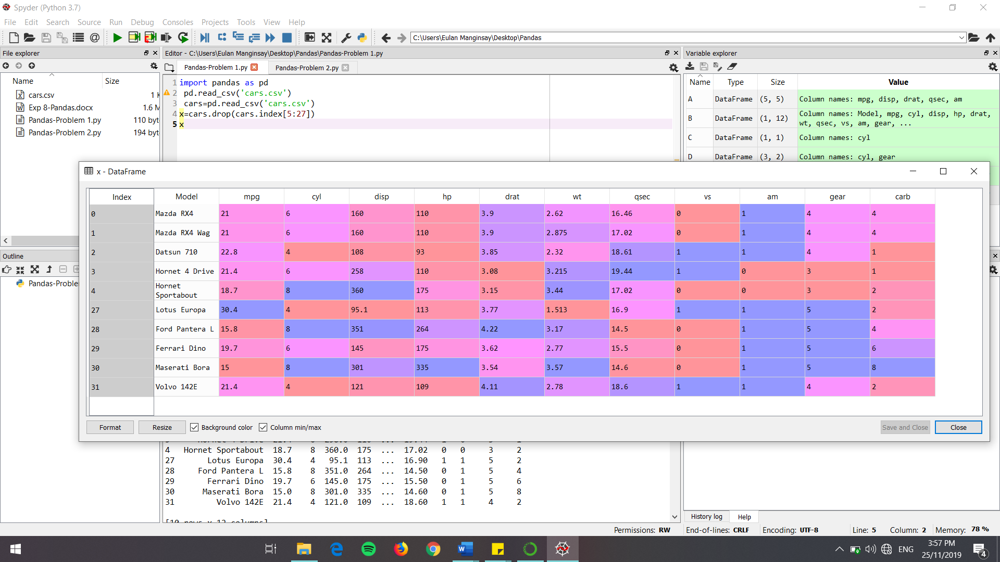 Spyder (Python 3.7)
File Edit Search Source Run Debug Consoles Projects Tools View Help
C:\Users\Eulan Manginsay\Desktop\Pandas
File explorer
Name Size
cars.csv 1 K
Exp 8-Pandas.docx 1.6 M
Pandas-Problem 1.py 110 byt
Pandas-Problem 2.py 194 byt
Outline
Pandas-Proble
Editor - C:\Users\Eulan Manginsay\Desktop\Pandas\Pandas-Problem 1.py
Pandas-Problem 1.py Pandas-Problem 2.py
1 import pandas as pd
2 pd.read_csv('cars.csv')
3 cars=pd.read_csv('cars.csv')
4 x=cars.drop(cars.index[5:27])
5 x
Variable explorer
Name Type Size Value
A DataFrame (5, 5) Column names: mpg, disp, drat, qsec, am
B DataFrame (1, 12) Column names: Model, mpg, cyl, disp, hp, drat,
wt, qsec, vs, am, gear, ...
C DataFrame (1, 1) Column names: cyl
D DataFrame (3, 2) Column names: cyl, gear
x - DataFrame
Index Model mpg cyl disp hp drat wt qsec vs am gear carb
0 Mazda RX4 21 6 160 110 3.9 2.62 16.46 0 1 4 4
1 Mazda RX4 Wag 21 6 160 110 3.9 2.875 17.02 0 1 4 4
2 Datsun 710 22.8 4 108 93 3.85 2.32 18.61 1 1 4 1
3 Hornet 4 Drive 21.4 6 258 110 3.08 3.215 19.44 1 0 3 1
4 Hornet Sportabout 18.7 8 360 175 3.15 3.44 17.02 0 0 3 2
27 Lotus Europa 30.4 4 95.1 113 3.77 1.513 16.9 1 1 5 2
28 Ford Pantera L 15.8 8 351 264 4.22 3.17 14.5 0 1 5 4
29 Ferrari Dino 19.7 6 145 175 3.62 2.77 15.5 0 1 5 6
30 Maserati Bora 15 8 301 335 3.54 3.57 14.6 0 1 5 8
31 Volvo 142E 21.4 4 121 109 4.11 2.78 18.6 1 1 4 2
Format Resize Background color Column min/max Save and Close Close
4 Hornet Sportabout 18.7 8 360.0 175 ... 17.02 0 0 3 2
27 Lotus Europa 30.4 4 95.1 113 ... 16.90 1 1 5 2
28 Ford Pantera L 15.8 8 351.0 264 ... 14.50 0 1 5 4
29 Ferrari Dino 19.7 6 145.0 175 ... 15.50 0 1 5 6
30 Maserati Bora 15.0 8 301.0 335 ... 14.60 0 1 5 8
31 Volvo 142E 21.4 4 121.0 109 ... 18.60 1 1 4 2
[10 rows x 12 columns]
History log Help
Permissions: RW End-of-lines: CRLF Encoding: UTF-8 Line: 5 Column: 2 Memory: 78 %
ENG
3:57 PM
25/11/2019
4